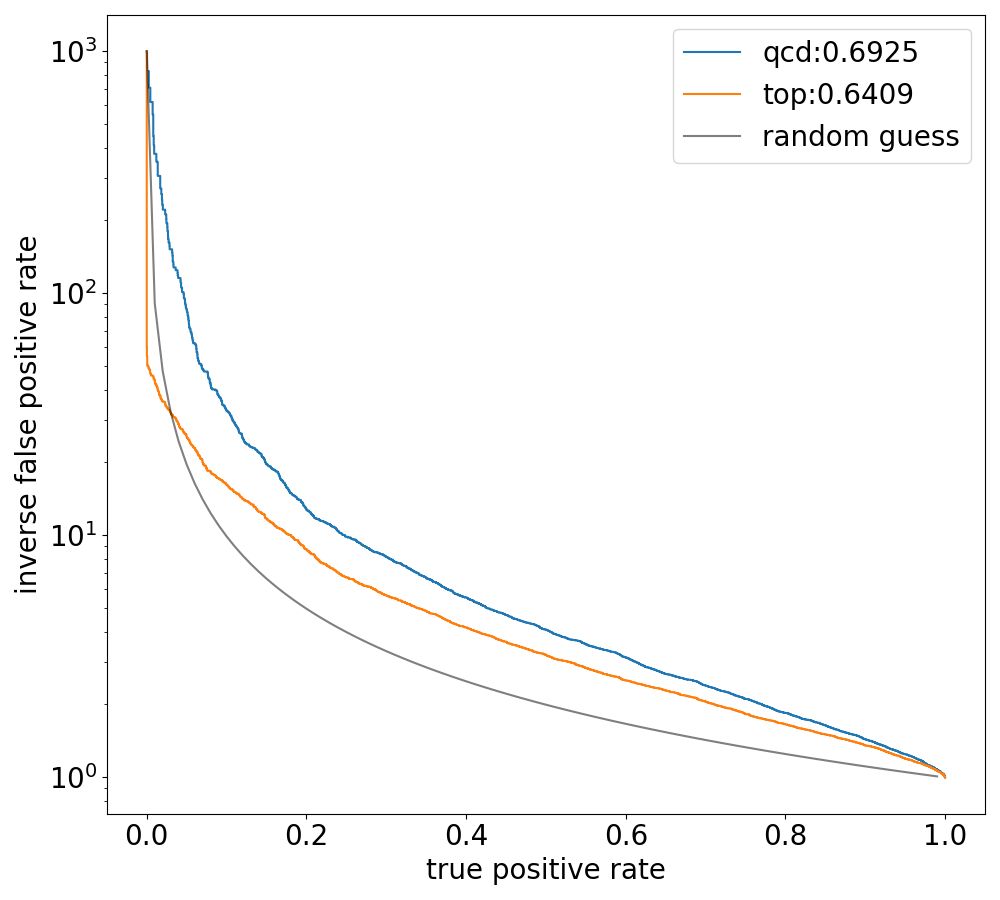 qcd:0.6925
top:0.6409
random guess
inverse false positive rate
10³
10²
10¹
10⁰
0.0 0.2 0.4 0.6 0.8 1.0
true positive rate